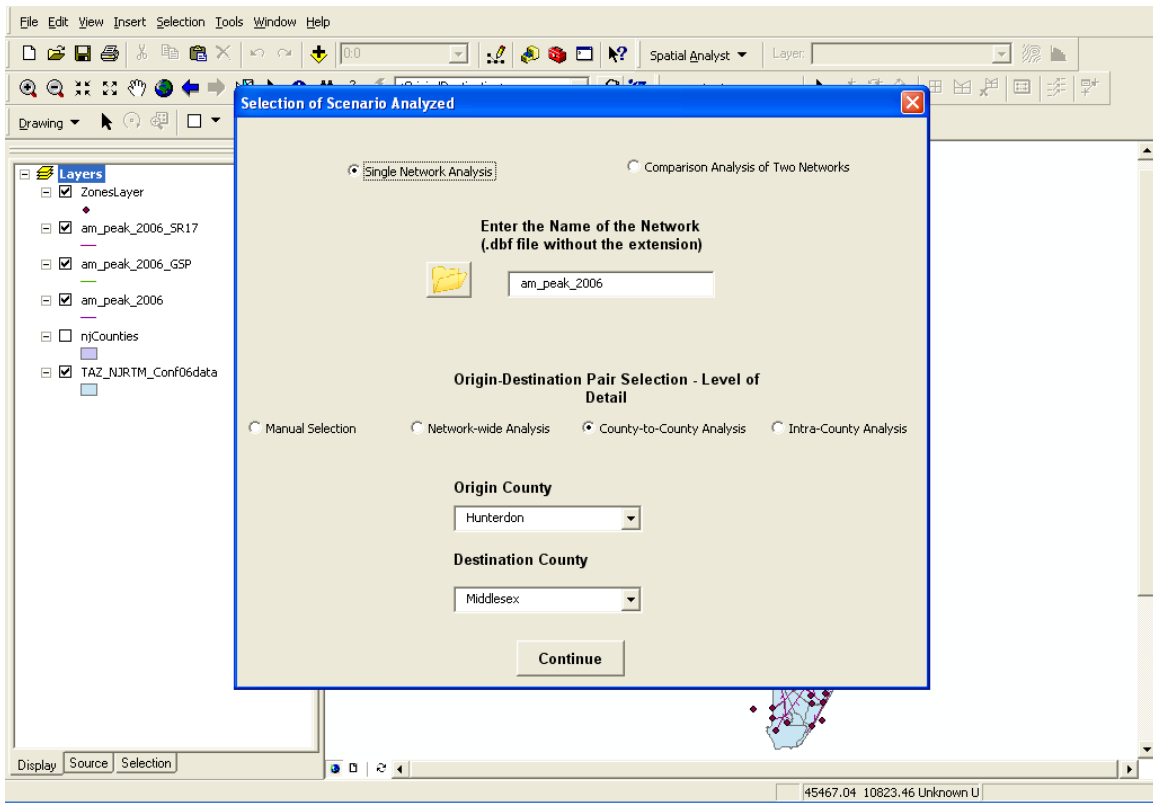 File Edit View Insert Selection Tools Window Help
0:0 Spatial Analyst Layer:
Drawing
Selection of Scenario Analyzed
Layers
ZonesLayer
am_peak_2006_SR17
am_peak_2006_GSP
am_peak_2006
njCounties
TAZ_NJRTM_Conf06data
Single Network Analysis Comparison Analysis of Two Networks
Enter the Name of the Network
(.dbf file without the extension)
am_peak_2006
Origin-Destination Pair Selection - Level of
Detail
Manual Selection Network-wide Analysis County-to-County Analysis Intra-County Analysis
Origin County
Hunterdon
Destination County
Middlesex
Continue
Display Source Selection
45467.04 10823.46 Unknown U